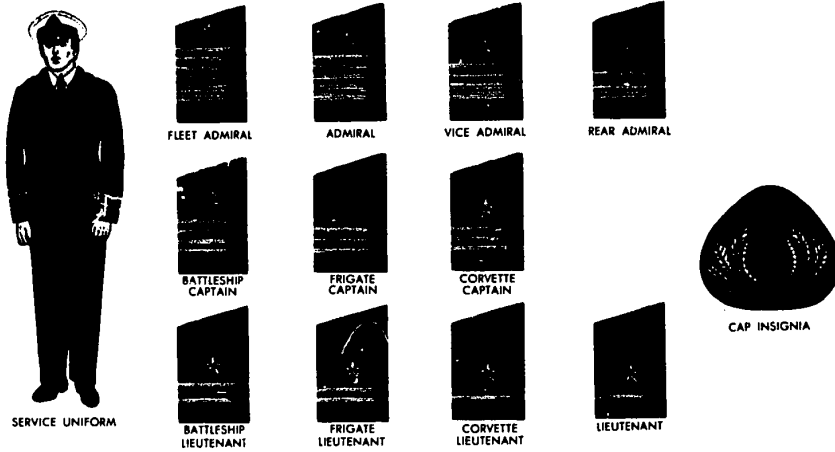 FLEET ADMIRAL
ADMIRAL
VICE ADMIRAL
REAR ADMIRAL
BATTLESHIP
CAPTAIN
FRIGATE
CAPTAIN
CORVETTE
CAPTAIN
CAP INSIGNIA
SERVICE UNIFORM
BATTLESHIP
LIEUTENANT
FRIGATE
LIEUTENANT
CORVETTE
LIEUTENANT
LIEUTENANT